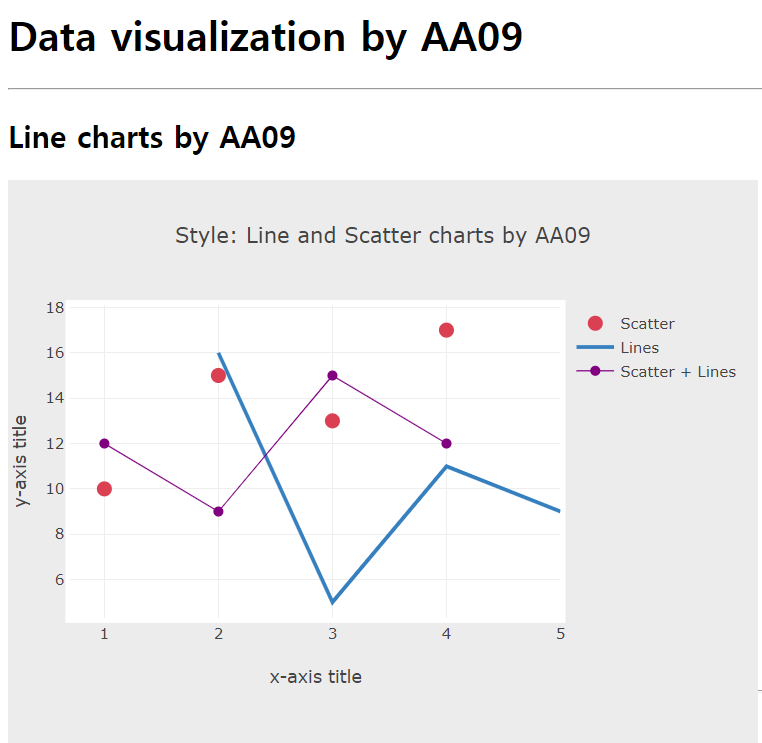 Data visualization by AA09
Line charts by AA09
Style: Line and Scatter charts by AA09
18
16
14
12
10
8
6
y-axis title
1
2
3
4
5
x-axis title
Scatter
Lines
Scatter + Lines